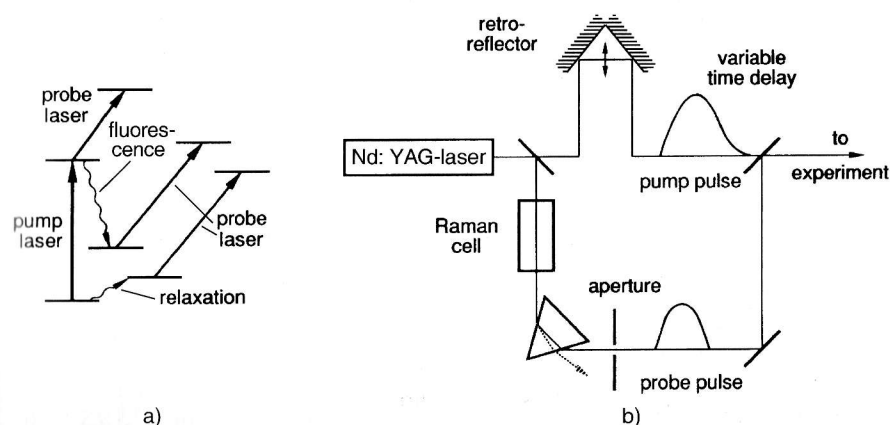 probe
laser
fluores-
cence
pump
laser
probe
laser
relaxation
a)
retro-
reflector
variable
time delay
Nd: YAG-laser
to
experiment
pump pulse
Raman
cell
aperture
probe pulse
b)